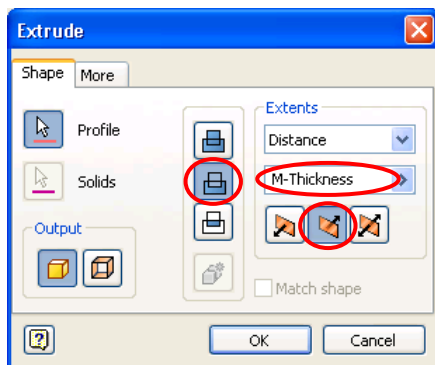 Extrude
Shape More
Profile
Solids
Output
Extents
Distance
M-Thickness
Match shape
OK Cancel